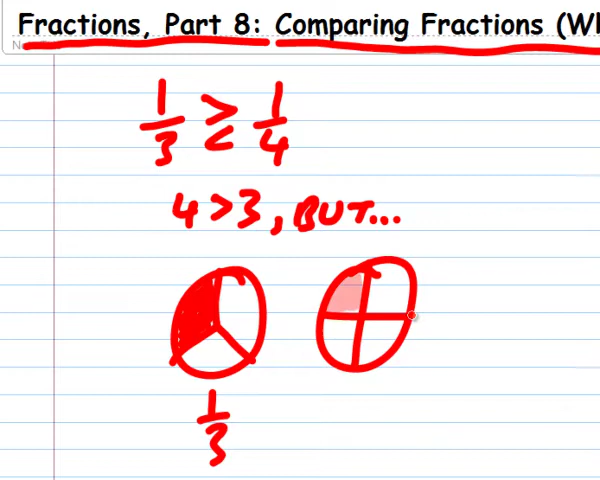 Fractions, Part 8: Comparing Fractions (Wh
1/3 ≥ 1/4
4 > 3, BUT...
1/3